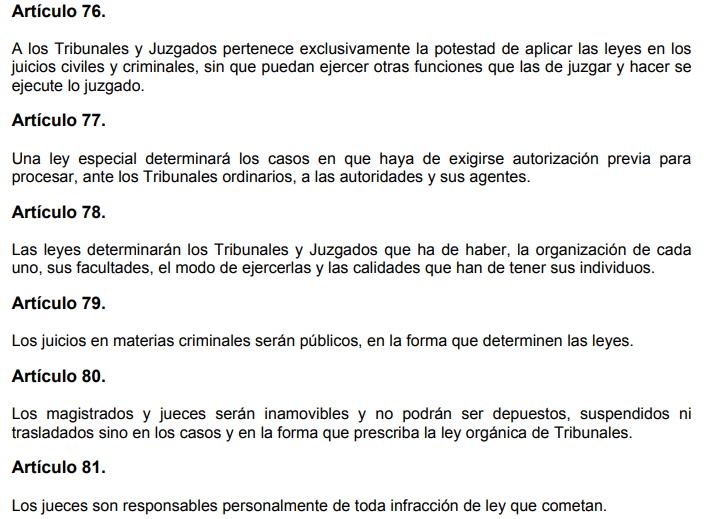 Artículo 76.
A los Tribunales y Juzgados pertenece exclusivamente la potestad de aplicar las leyes en los
juicios civiles y criminales, sin que puedan ejercer otras funciones que las de juzgar y hacer se
ejecute lo juzgado.
Artículo 77.
Una ley especial determinará los casos en que haya de exigirse autorización previa para
procesar, ante los Tribunales ordinarios, a las autoridades y sus agentes.
Artículo 78.
Las leyes determinarán los Tribunales y Juzgados que ha de haber, la organización de cada
uno, sus facultades, el modo de ejercerlas y las calidades que han de tener sus individuos.
Artículo 79.
Los juicios en materias criminales serán públicos, en la forma que determinen las leyes.
Artículo 80.
Los magistrados y jueces serán inamovibles y no podrán ser depuestos, suspendidos ni
trasladados sino en los casos y en la forma que prescriba la ley orgánica de Tribunales.
Artículo 81.
Los jueces son responsables personalmente de toda infracción de ley que cometan.